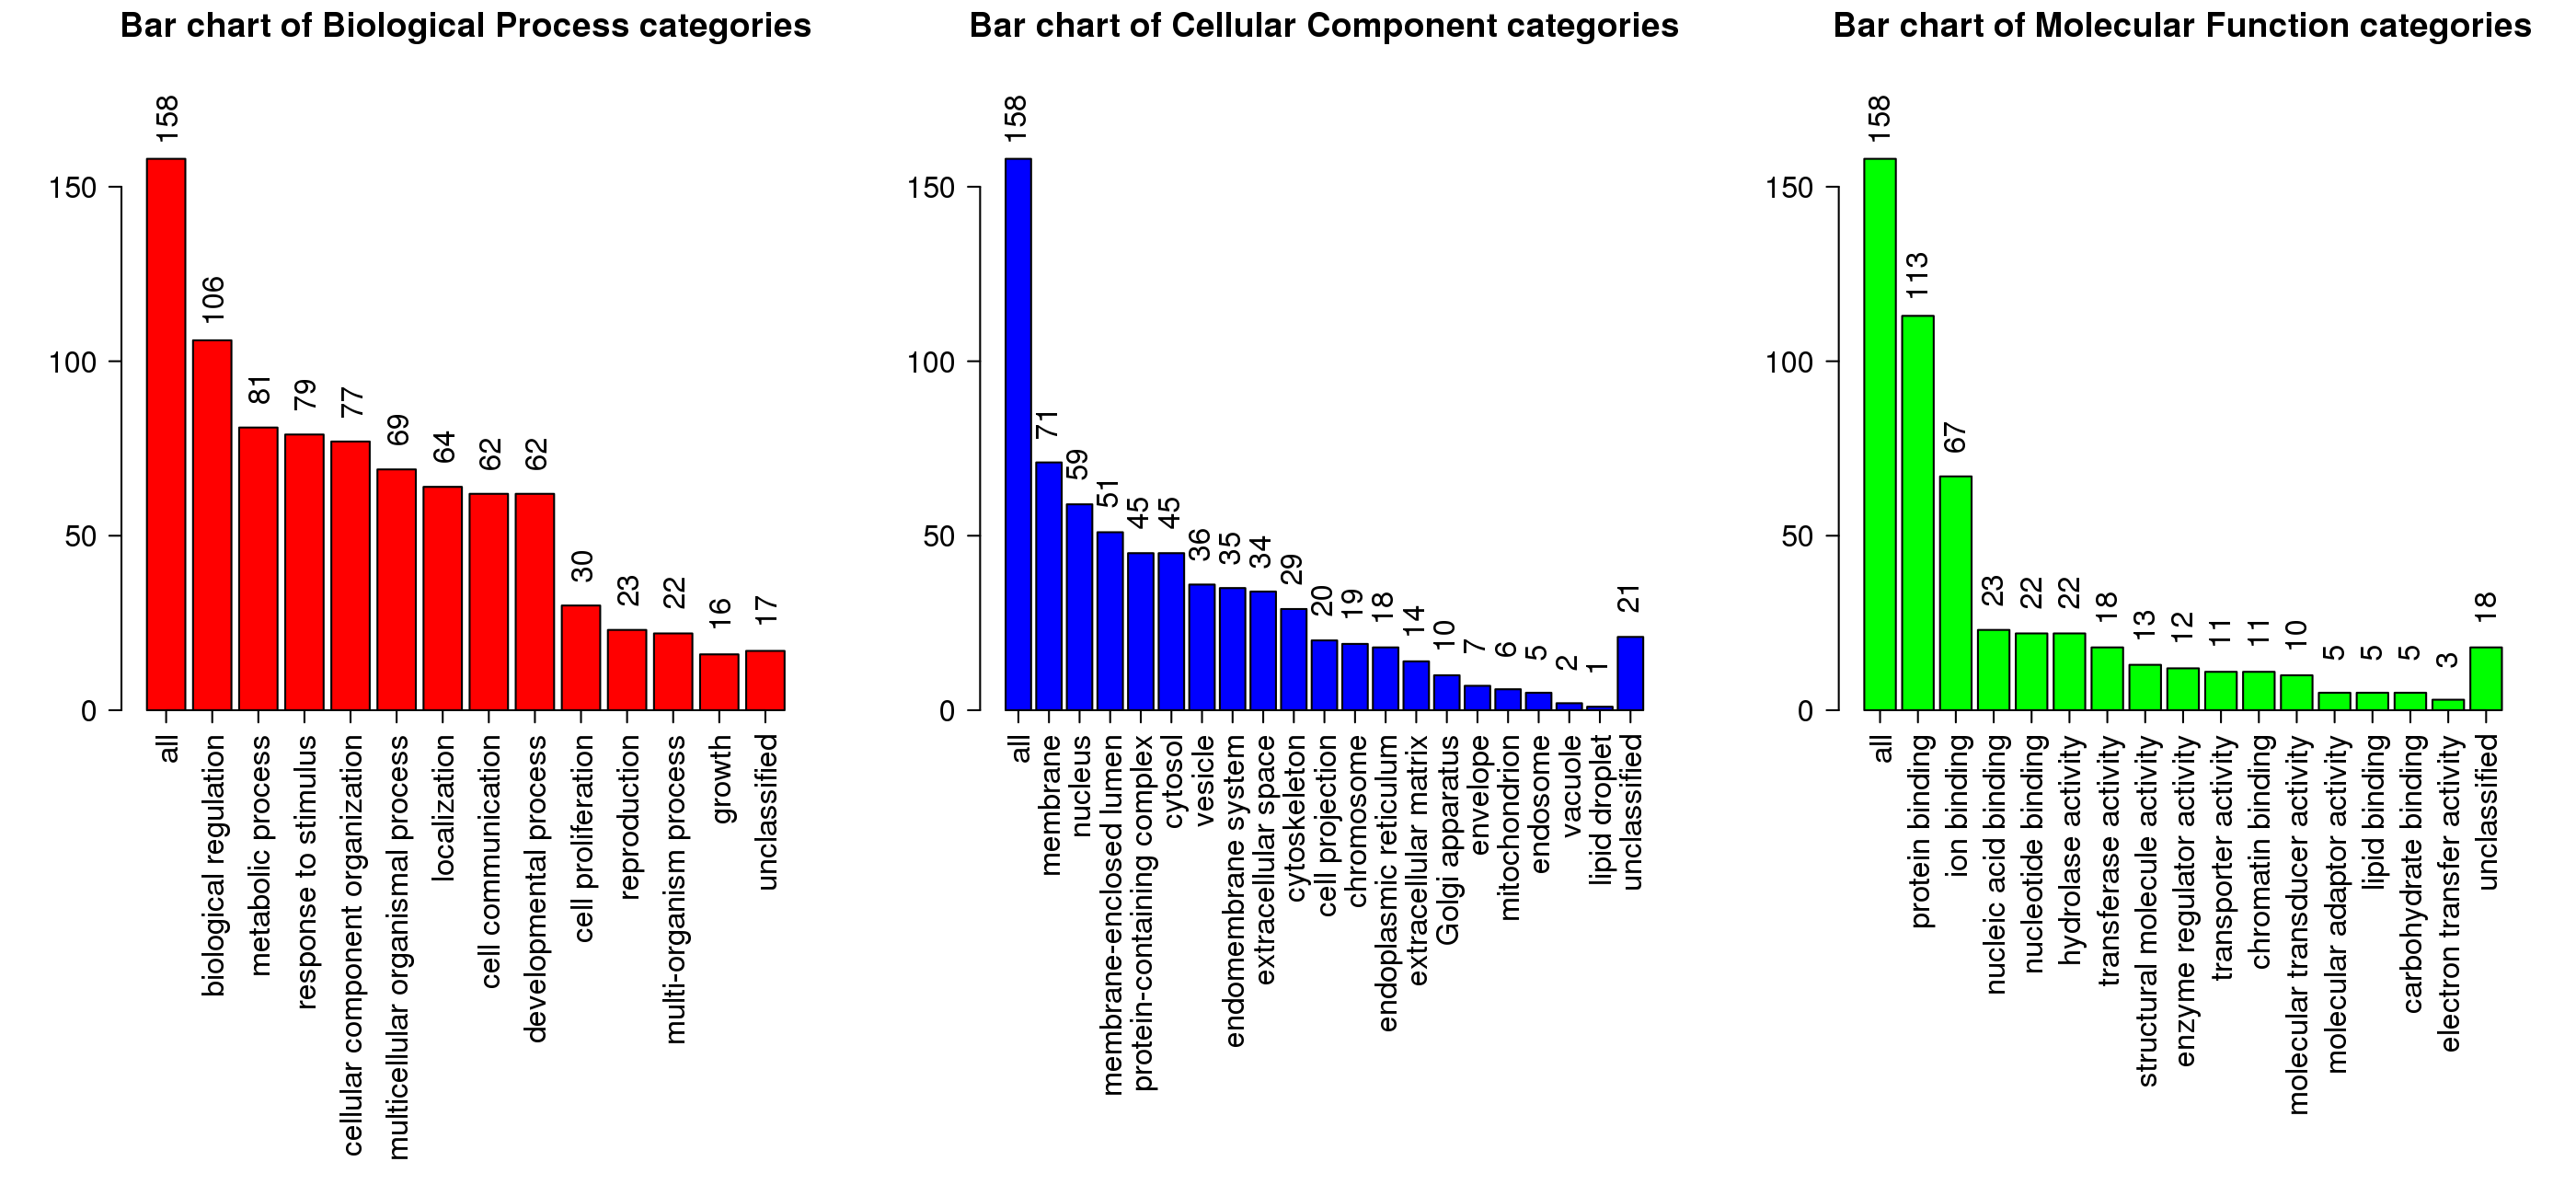 Bar chart of Biological Process categories
158
106
81
79
77
69
64
62
62
30
23
22
16
17
150
100
50
0
all
biological regulation
metabolic process
response to stimulus
cellular component organization
multicellular organismal process
localization
cell communication
developmental process
cell proliferation
reproduction
multi-organism process
growth
unclassified
Bar chart of Cellular Component categories
158
71
59
51
45
45
36
35
34
29
20
19
18
14
10
7
6
5
2
1
21
150
100
50
0
all
membrane
nucleus
membrane-enclosed lumen
protein-containing complex
cytosol
vesicle
endomembrane system
extracellular space
cytoskeleton
cell projection
chromosome
endoplasmic reticulum
extracellular matrix
Golgi apparatus
envelope
mitochondrion
endosome
vacuole
lipid droplet
unclassified
Bar chart of Molecular Function categories
158
113
67
23
22
22
18
13
12
11
11
10
5
5
5
3
18
150
100
50
0
all
protein binding
ion binding
nucleic acid binding
nucleotide binding
hydrolase activity
transferase activity
structural molecule activity
enzyme regulator activity
transporter activity
chromatin binding
molecular transducer activity
molecular adaptor activity
lipid binding
carbohydrate binding
electron transfer activity
unclassified